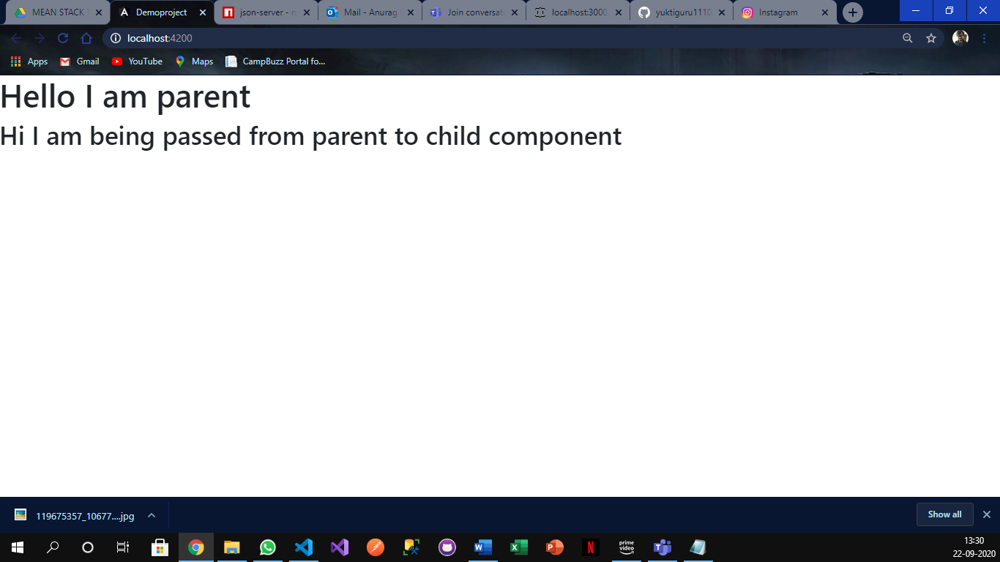 MEAN STACK
Demoproject
json-server - n
Mail - Anurag
Join conversati
localhost:3000
yuktiguru1110
Instagram
localhost:4200
Apps
Gmail
YouTube
Maps
CampBuzz Portal fo...
Hello I am parent
Hi I am being passed from parent to child component
119675357_10677....jpg
Show all
prime
video
13:30
22-09-2020